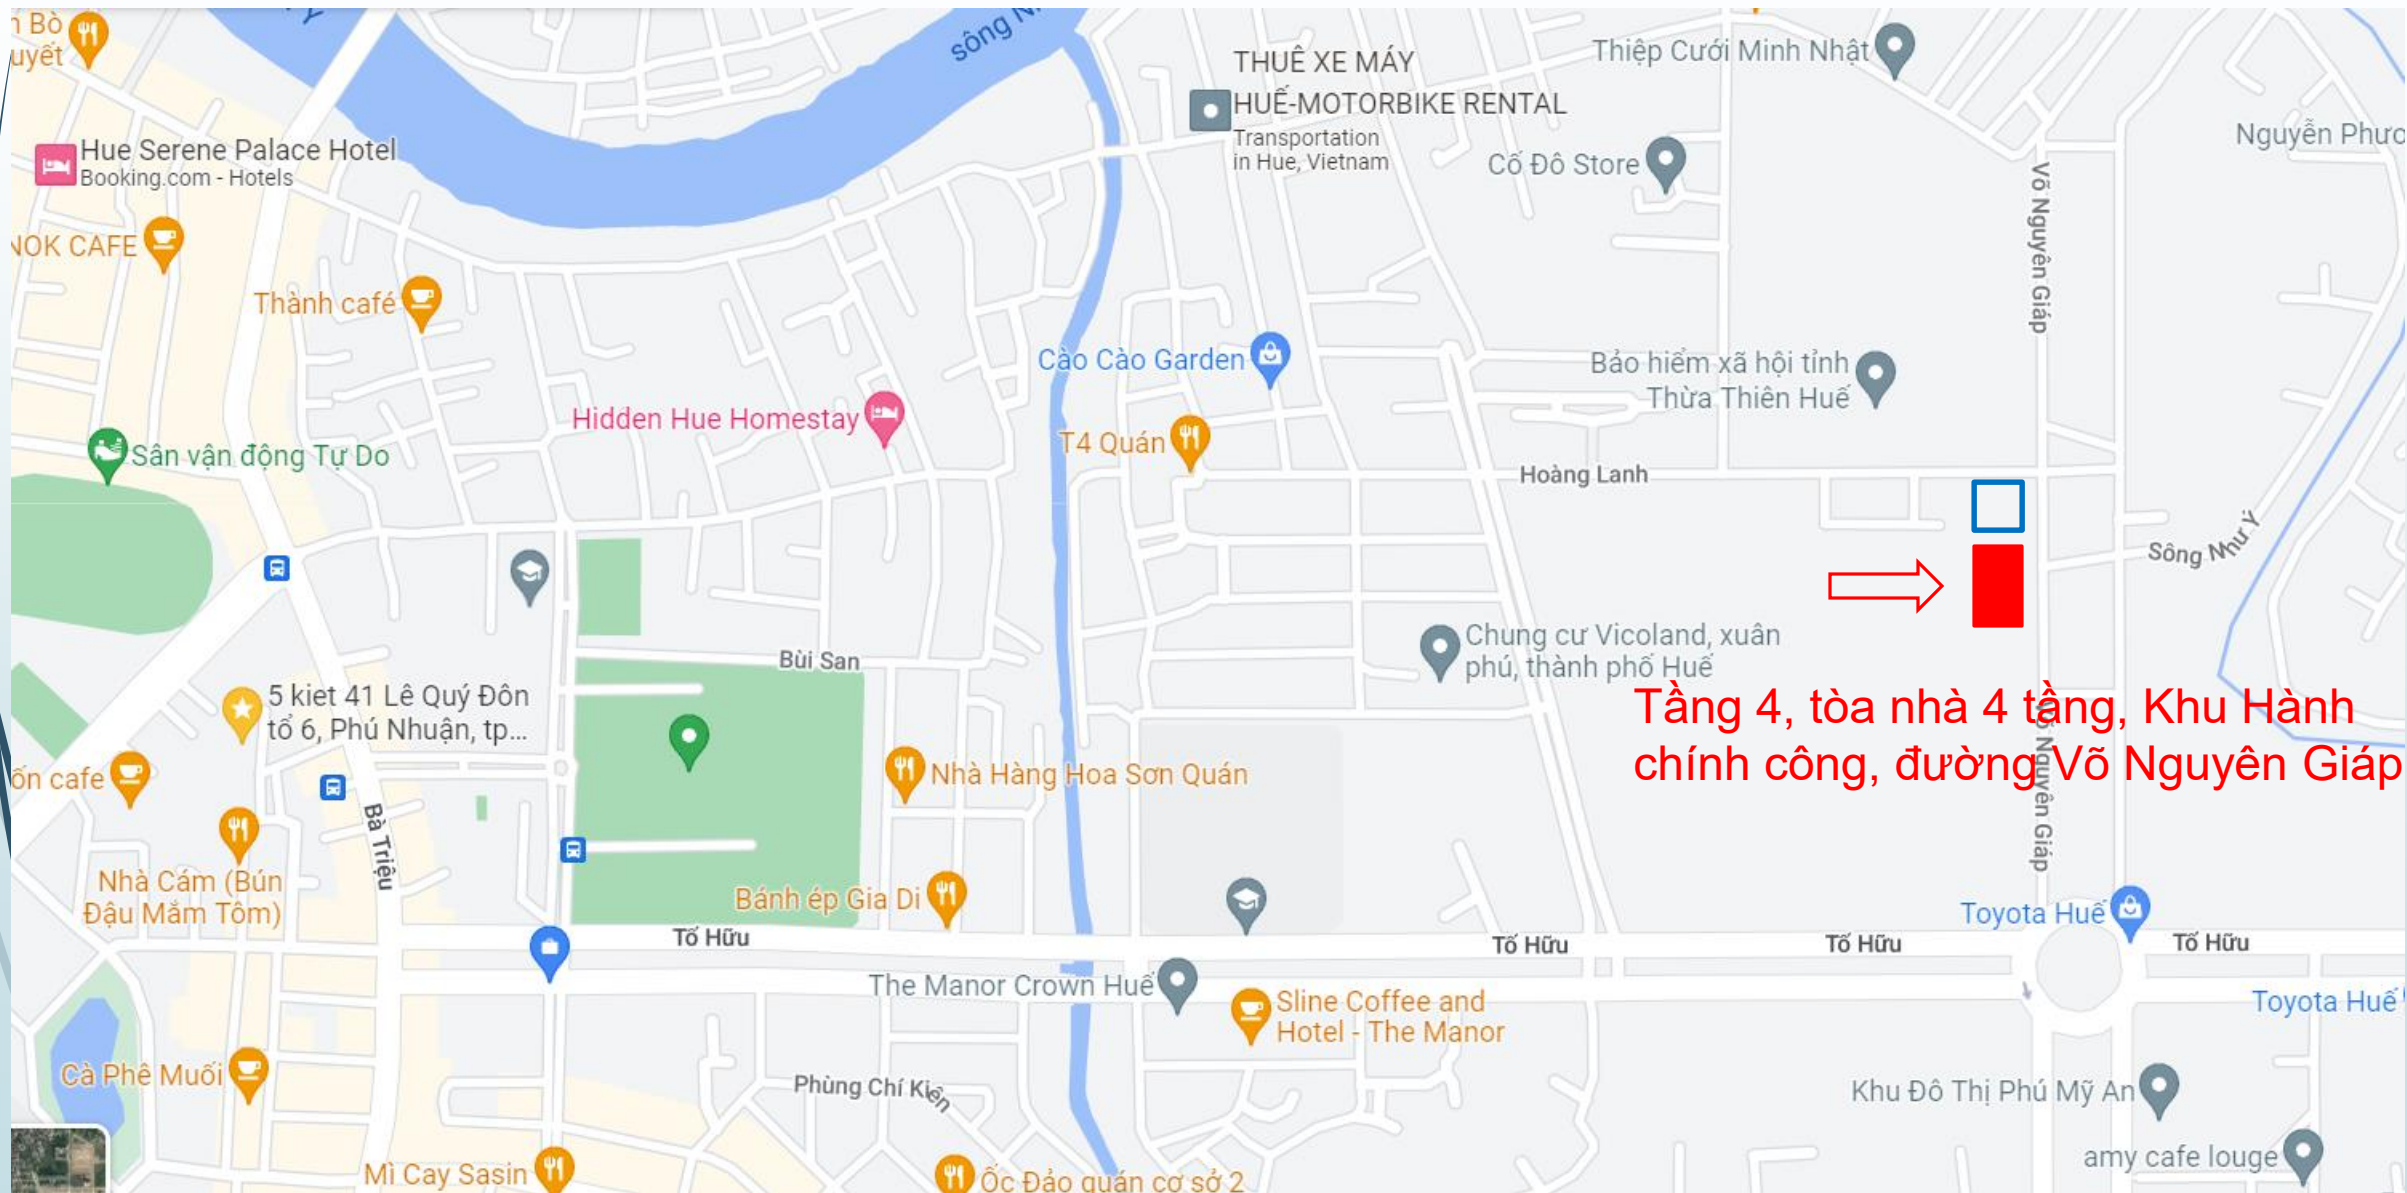 Bò
sông
THUÊ XE MÁY
HUẾ-MOTORBIKE RENTAL
Transportation
in Hue, Vietnam
Thiệp Cưới Minh Nhật
Hue Serene Palace Hotel
Booking.com - Hotels
Cố Đô Store
Nguyễn
Võ Nguyên Giáp
CAFE
Thành café
Cào Cào Garden
Bảo hiểm xã hội tỉnh
Thừa Thiên Huế
Hidden Hue Homestay
T4 Quán
Sân vận động Tự Do
Hoàng Lanh
Sông Như Ý
Chung cư Vicoland, xuân
phú, thành phố Huế
Bùi San
5 kiet 41 Lê Quý Đôn
tổ 6, Phú Nhuận, tp...
Tầng 4, tòa nhà 4 tầng, Khu Hành
chính công, đường Võ Nguyên Giáp
Võ Nguyên Giáp
cafe
Nhà Hàng Hoa Sơn Quán
Bà Triệu
Nhà Cám (Bún
Đậu Mắm Tôm)
Bánh ép Gia Di
Toyota Huế
Tố Hữu
Tố Hữu
Tố Hữu
Tố Hữu
The Manor Crown Huế
Sline Coffee and
Hotel - The Manor
Toyota Huế
Cà Phê Muối
Phùng Chí Kiên
Khu Đô Thị Phú Mỹ An
Mì Cay Sasin
Ốc Đảo quán cơ sở 2
amy cafe louge